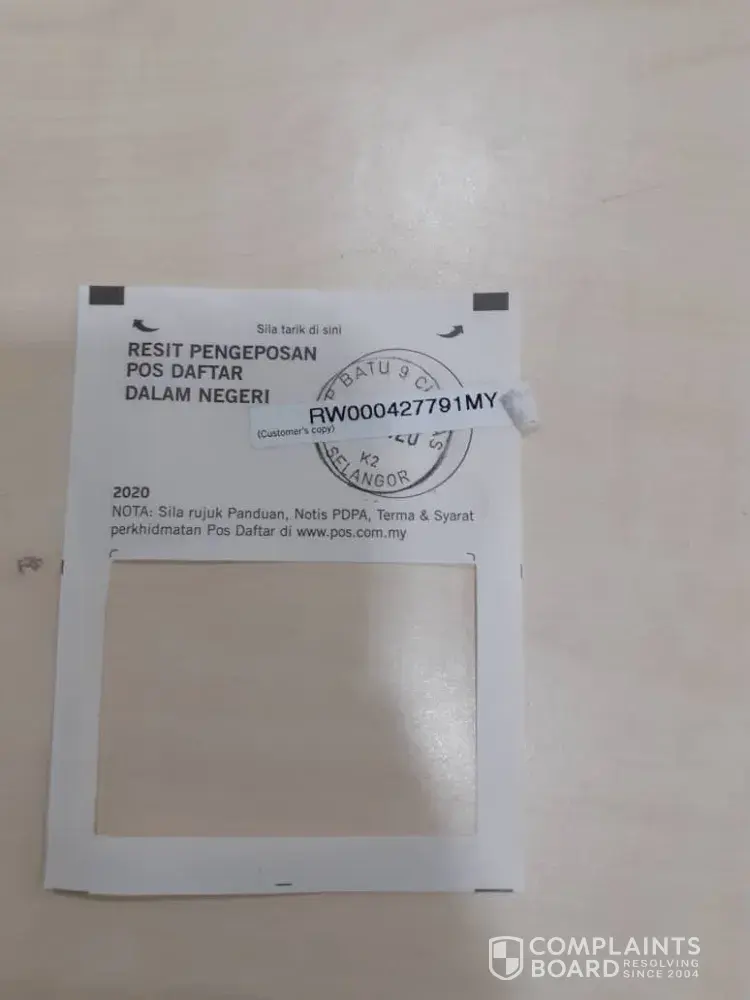 Sila tarik di sini
RESIT PENGEPOSAN
POS DAFTAR
DALAM NEGERI
BATU 9
RW000427791MY
(Customer's copy)
K2
SELANGOR
2020
NOTA: Sila rujuk Panduan, Notis PDPA, Terma & Syarat
perkhidmatan Pos Daftar di www.pos.com.my
COMPLAINTS
BOARD RESOLVING
SINCE 2004